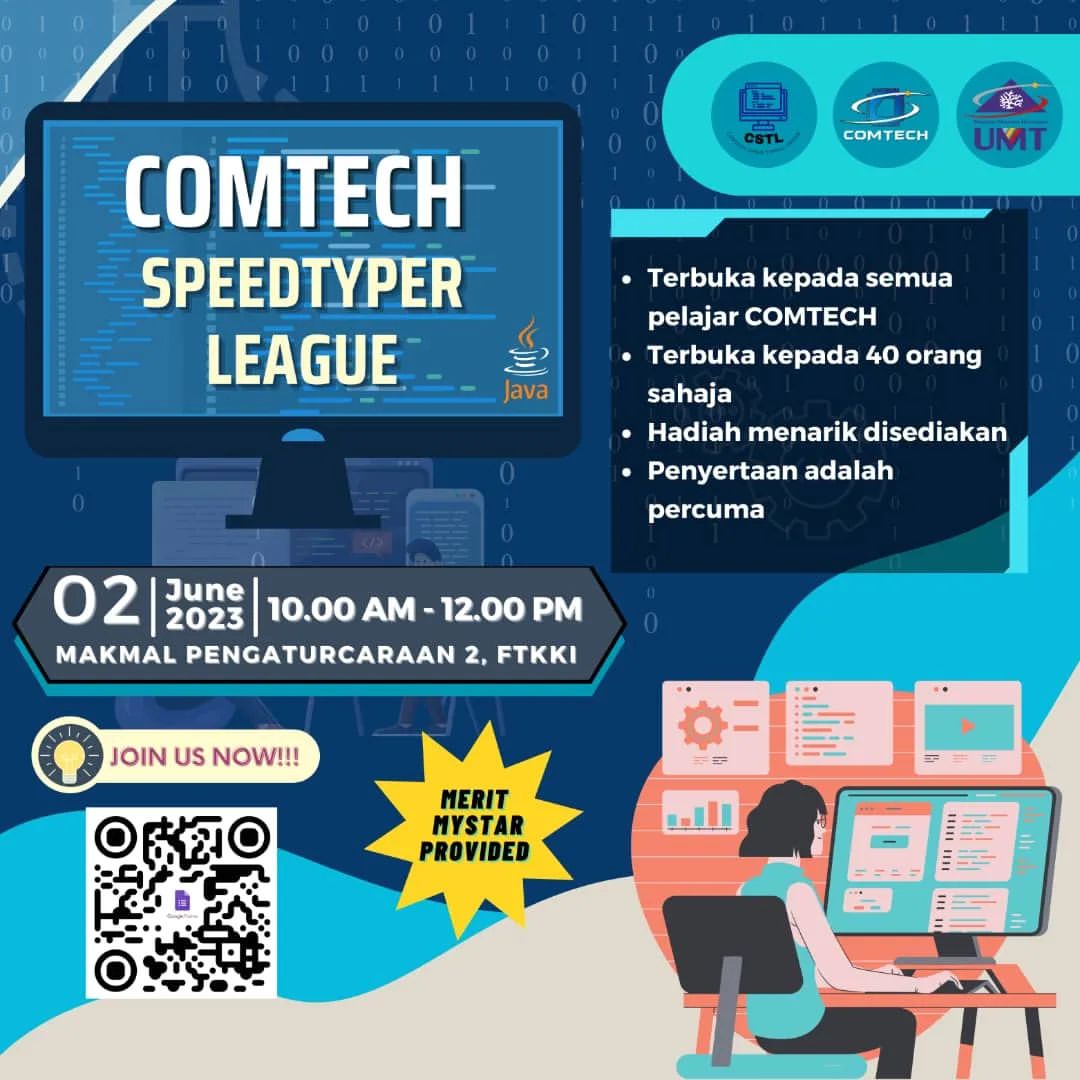 CSTL
COMTECH
UMT
COMTECH
SPEEDTYPER
LEAGUE
Java
• Terbuka kepada semua
pelajar COMTECH
• Terbuka kepada 40 orang
sahaja
• Hadiah menarik disediakan
• Penyertaan adalah
percuma
02 | June 2023 | 10.00 AM - 12.00 PM
MAKMAL PENGATURCARAAN 2, FTKKI
JOIN US NOW!!!
MERIT
MYSTAR
PROVIDED